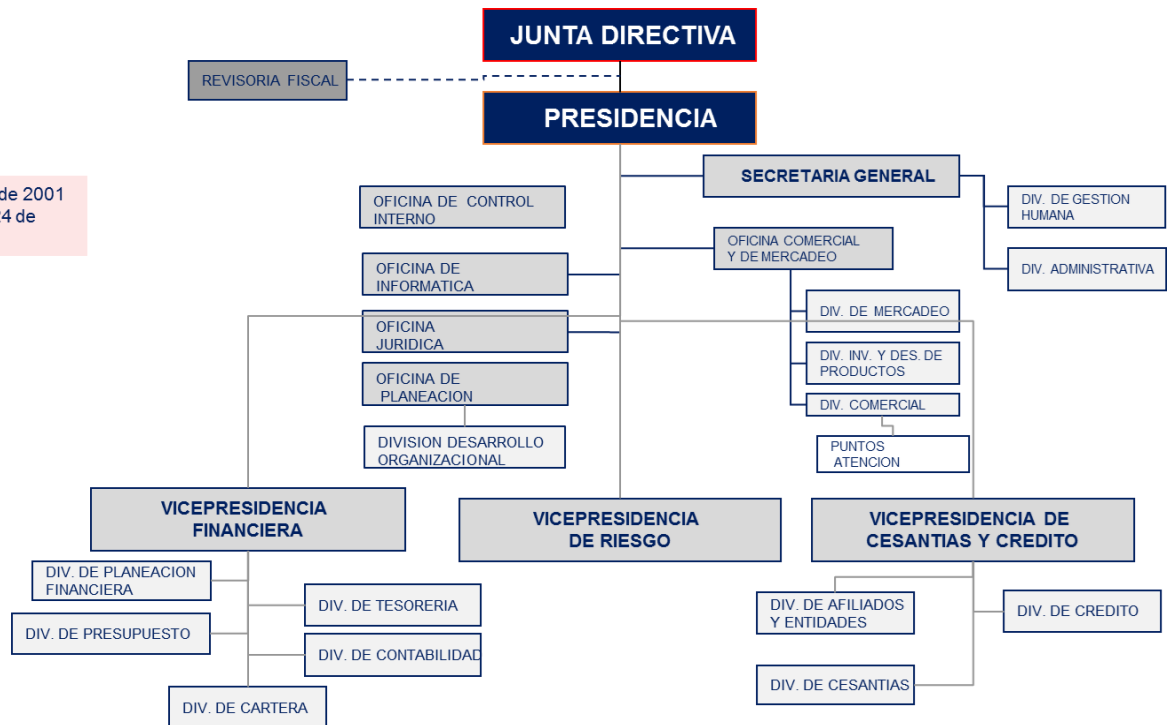 JUNTA DIRECTIVA
REVISORIA FISCAL
PRESIDENCIA
SECRETARIA GENERAL
de 2001
24 de
OFICINA DE CONTROL
INTERNO
DIV. DE GESTION
HUMANA
OFICINA COMERCIAL
Y DE MERCADEO
OFICINA DE
INFORMATICA
DIV. ADMINISTRATIVA
DIV. DE MERCADEO
OFICINA
JURIDICA
DIV. INV. Y DES. DE
PRODUCTOS
OFICINA DE
PLANEACION
DIV. COMERCIAL
DIVISION DESARROLLO
ORGANIZACIONAL
PUNTOS
ATENCION
VICEPRESIDENCIA
FINANCIERA
VICEPRESIDENCIA
DE RIESGO
VICEPRESIDENCIA DE
CESANTIAS Y CREDITO
DIV. DE PLANEACION
FINANCIERA
DIV. DE TESORERIA
DIV. DE PRESUPUESTO
DIV. DE CONTABILIDAD
DIV. DE CARTERA
DIV. DE AFILIADOS
Y ENTIDADES
DIV. DE CREDITO
DIV. DE CESANTIAS